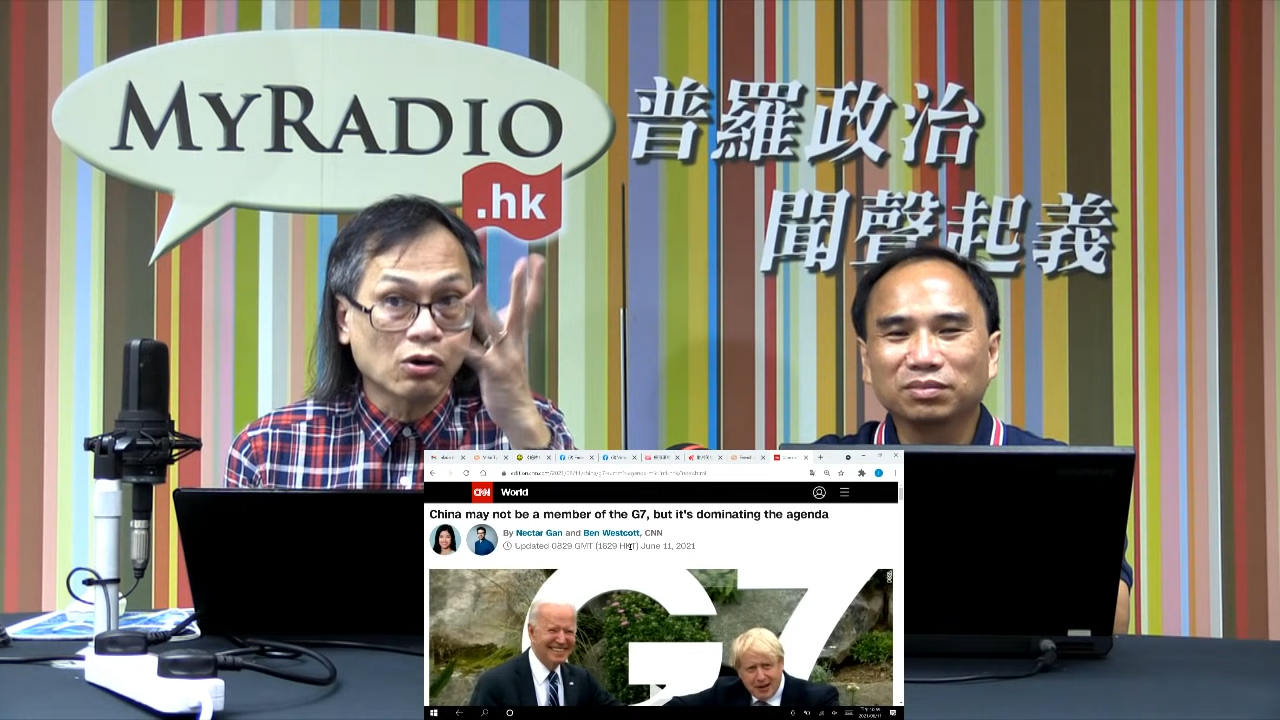 MYRADIO
.hk
普羅政治
聞聲起義
CNN World
China may not be a member of the G7, but it's dominating the agenda
By Nectar Gan and Ben Westcott, CNN
Updated 0829 GMT (1629 HKT) June 11, 2021
G7